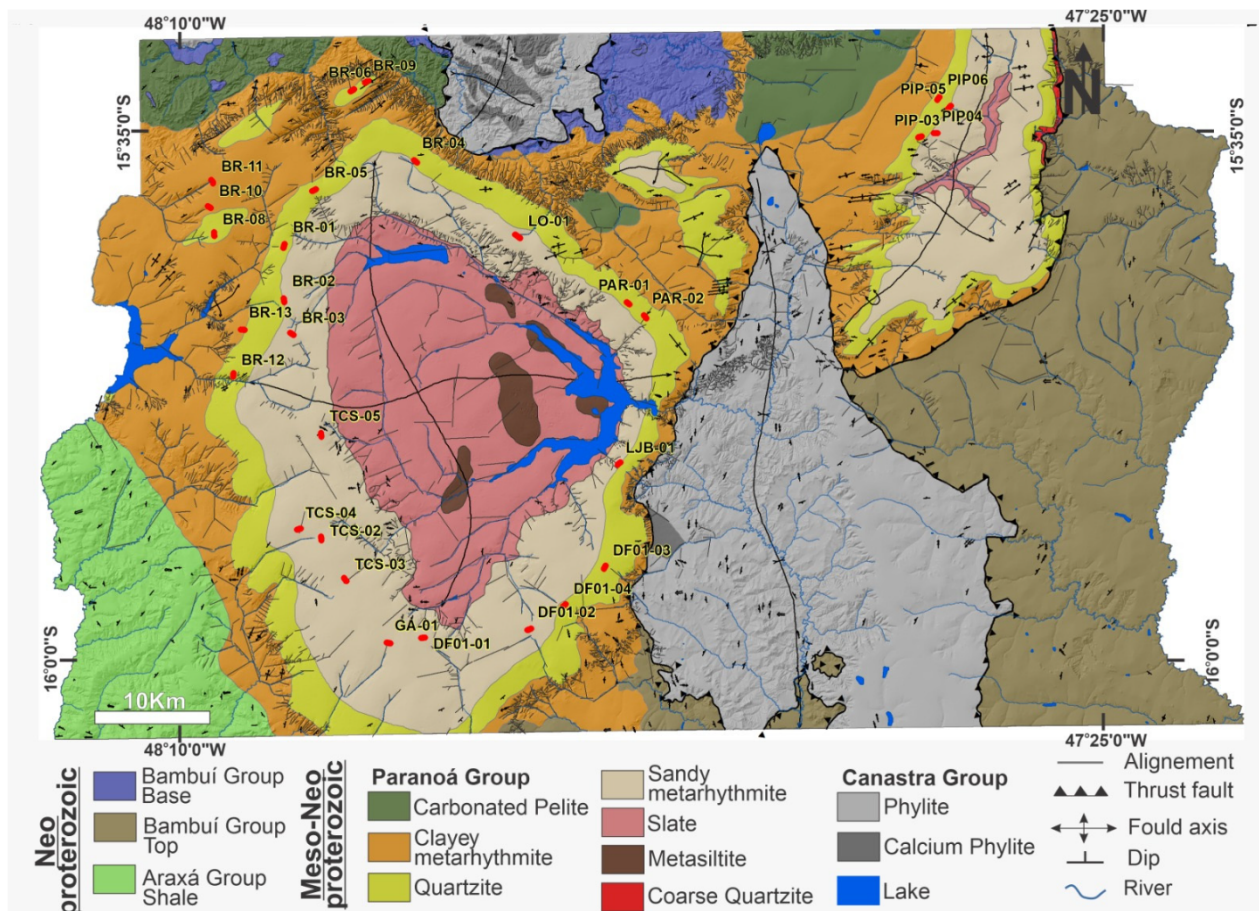 48°10'0"W
47°25'0"W
N
15°35'0"S
15°35'0"S
BR-06
BR-09
PIP06
PIP-05
PIP-03
PIP04
BR-04
BR-11
BR-05
BR-10
BR-08
BR-01
LO-01
BR-02
PAR-01
PAR-02
BR-13
BR-03
BR-12
TCS-05
LJB-01
TCS-04
TCS-02
DF01-03
TCS-03
DF01-04
DF01-02
GA-01
DF01-01
16°0'0"S
16°0'0"S
10Km
48°10'0"W
47°25'0"W
Neo
proterozoic
Bambuí Group
Base
Bambuí Group
Top
Araxá Group
Shale
Meso-Neo
proterozoic
Paranoá Group
Carbonated Pelite
Clayey
metarhythmite
Quartzite
Sandy
metarhythmite
Slate
Metasiltite
Coarse Quartzite
Canastra Group
Phylite
Calcium Phylite
Lake
Alignement
Thrust fault
Fould axis
Dip
River